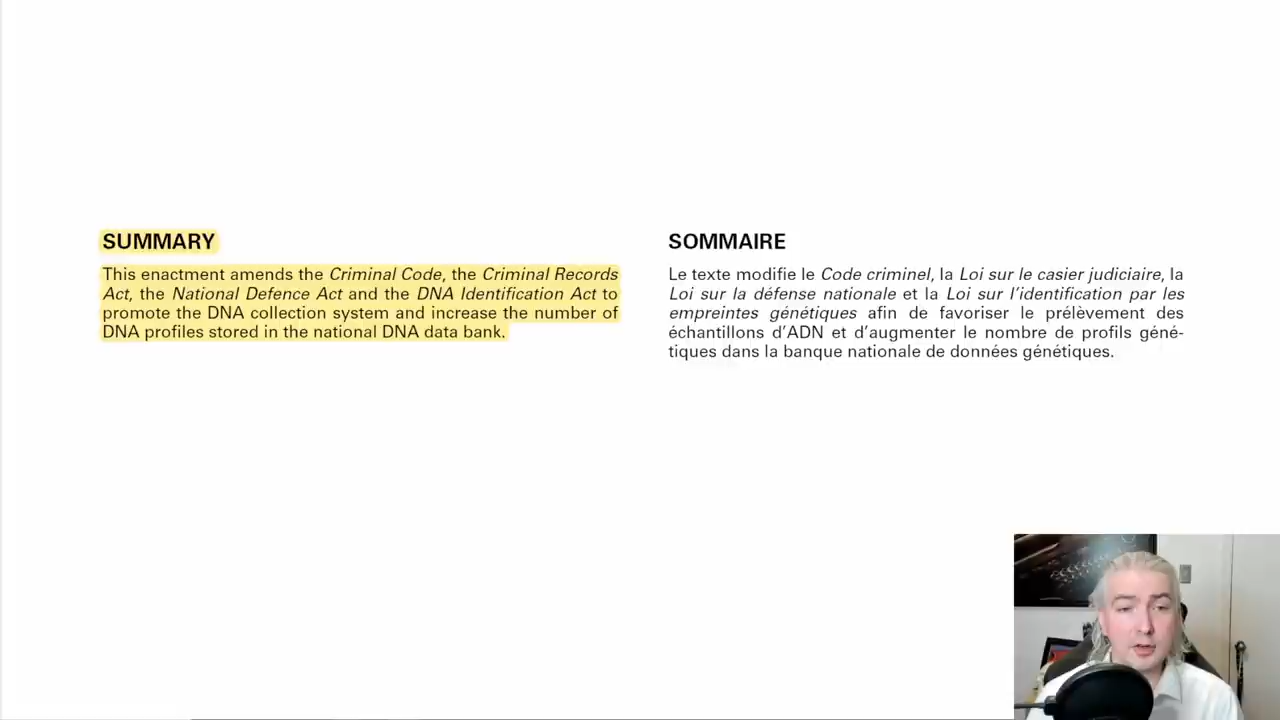 SUMMARY
This enactment amends the Criminal Code, the Criminal Records
Act, the National Defence Act and the DNA Identification Act to
promote the DNA collection system and increase the number of
DNA profiles stored in the national DNA data bank.
SOMMAIRE
Le texte modifie le Code criminel, la Loi sur le casier judiciaire, la
Loi sur la défense nationale et la Loi sur l'identification par les
empreintes génétiques afin de favoriser le prélèvement des
échantillons d'ADN et d'augmenter le nombre de profils géné-
tiques dans la banque nationale de données génétiques.